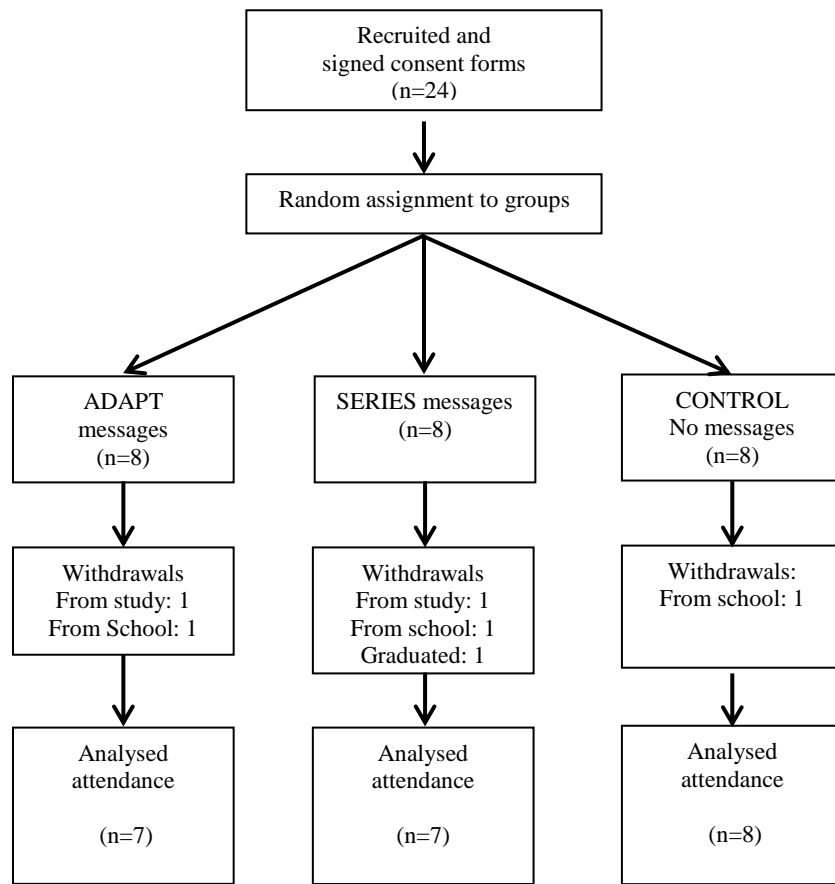 Recruited and
signed consent forms
(n=24)
Random assignment to groups
ADAPT
messages
(n=8)
SERIES messages
(n=8)
CONTROL
No messages
(n=8)
Withdrawals
From study: 1
From School: 1
Withdrawals
From study: 1
From school: 1
Graduated: 1
Withdrawals:
From school: 1
Analysed
attendance
(n=7)
Analysed
attendance
(n=7)
Analysed
attendance
(n=8)